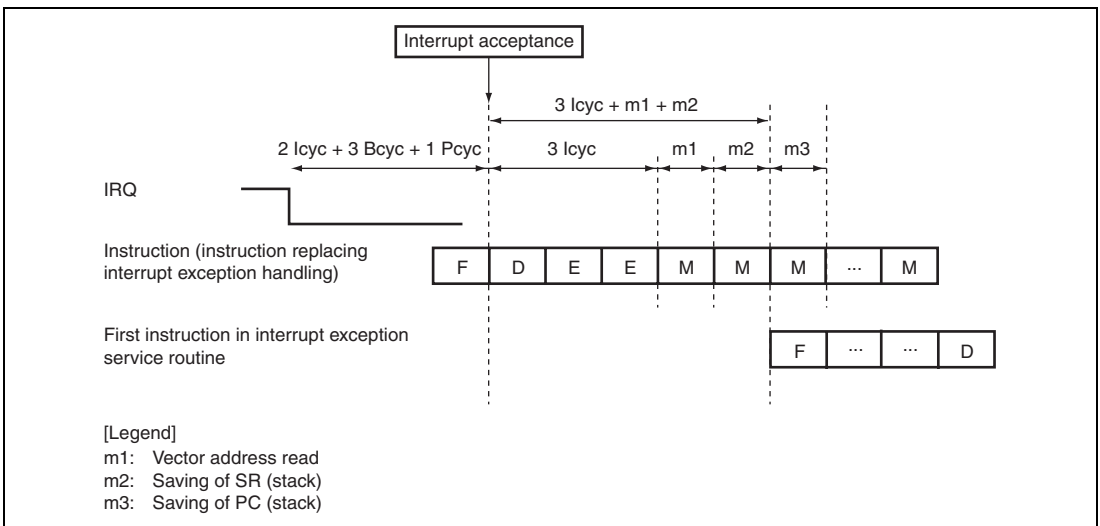 Interrupt acceptance
3 Icyc + m1 + m2
2 Icyc + 3 Bcyc + 1 Pcyc
3 Icyc
m1
m2
m3
IRQ
Instruction (instruction replacing
interrupt exception handling)
F D E E M M M ... M
First instruction in interrupt exception
service routine
F ... ... D
[Legend]
m1: Vector address read
m2: Saving of SR (stack)
m3: Saving of PC (stack)